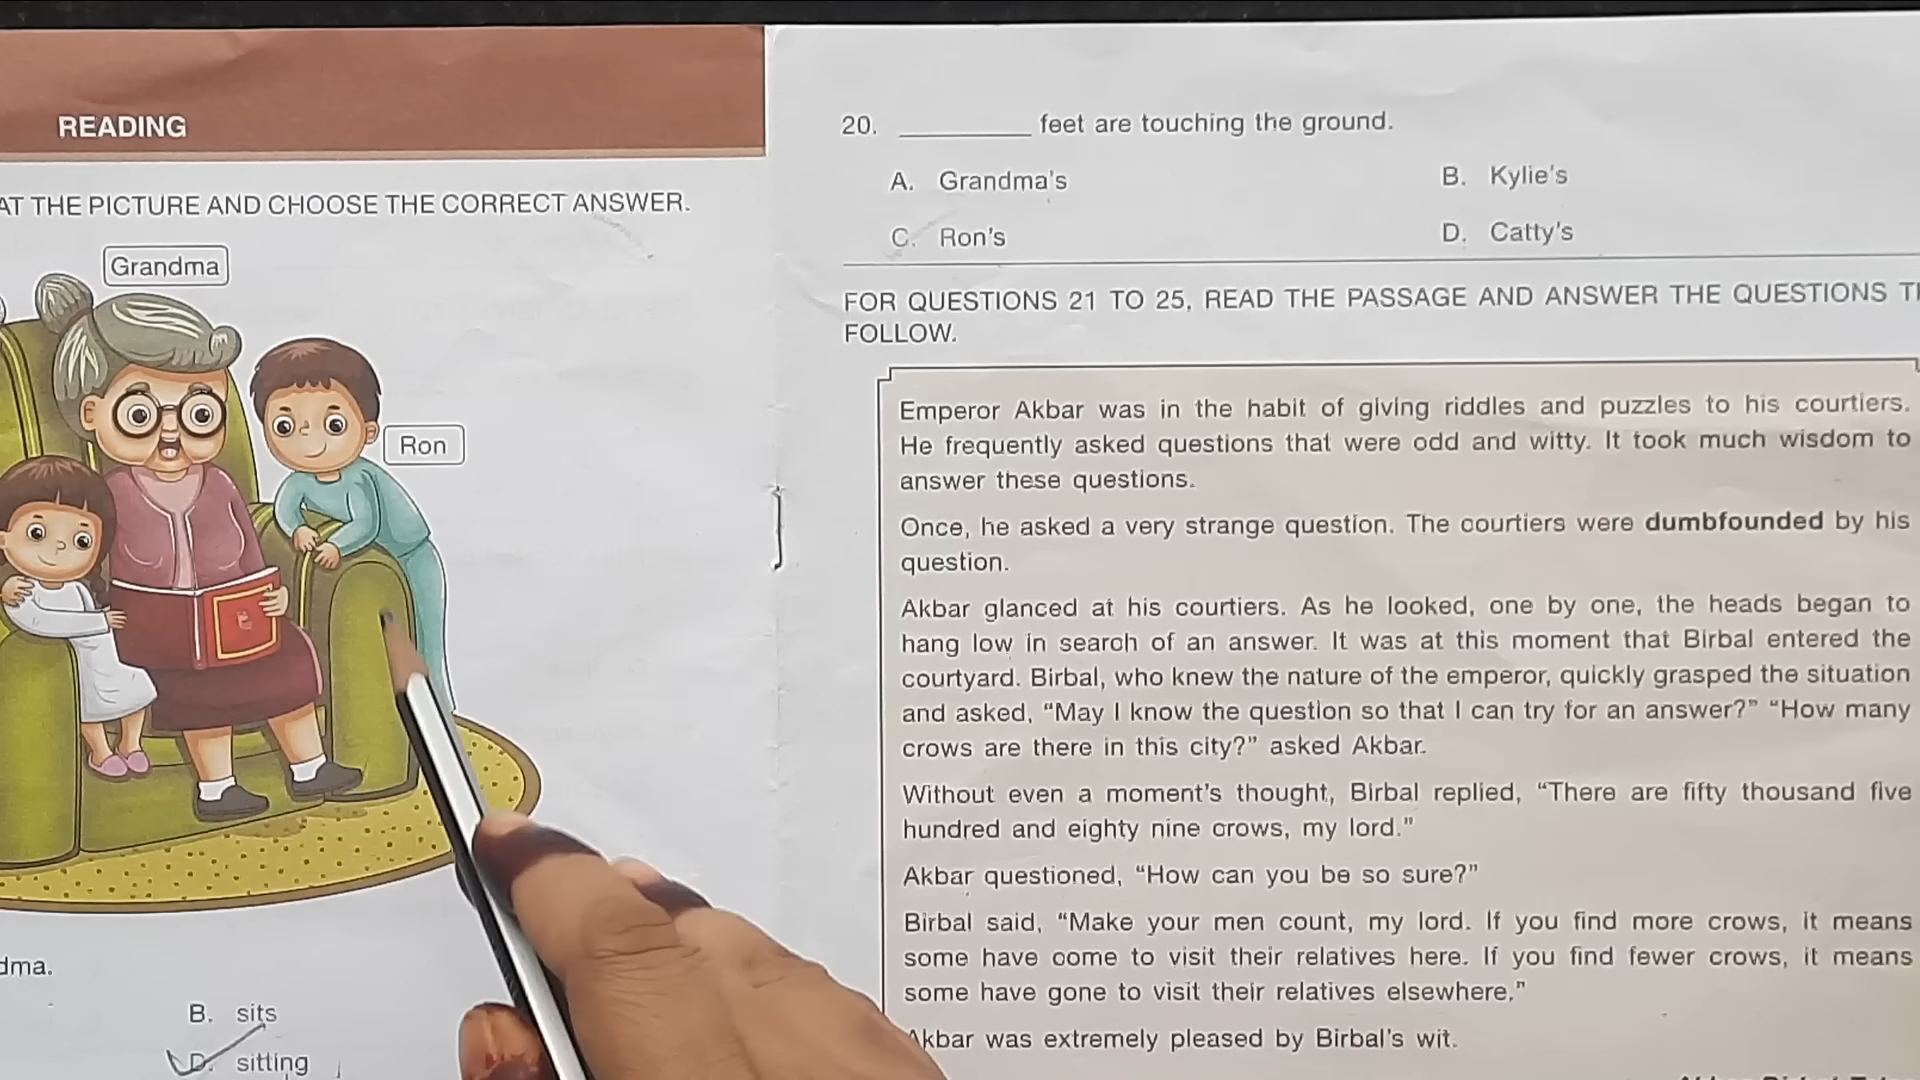 READING
AT THE PICTURE AND CHOOSE THE CORRECT ANSWER.
Grandma
Ron
dma.
B. sits
D. sitting
20. __________ feet are touching the ground.
A. Grandma's
B. Kylie's
C. Ron's
D. Catty's
FOR QUESTIONS 21 TO 25, READ THE PASSAGE AND ANSWER THE QUESTIONS
FOLLOW.
Emperor Akbar was in the habit of giving riddles and puzzles to his courtiers.
He frequently asked questions that were odd and witty. It took much wisdom to
answer these questions.
Once, he asked a very strange question. The courtiers were dumbfounded by his
question.
Akbar glanced at his courtiers. As he looked, one by one, the heads began to
hang low in search of an answer. It was at this moment that Birbal entered the
courtyard. Birbal, who knew the nature of the emperor, quickly grasped the situation
and asked, “May I know the question so that I can try for an answer?” “How many
crows are there in this city?” asked Akbar.
Without even a moment's thought, Birbal replied, “There are fifty thousand five
hundred and eighty nine crows, my lord.”
Akbar questioned, “How can you be so sure?”
Birbal said, “Make your men count, my lord. If you find more crows, it means
some have come to visit their relatives here. If you find fewer crows, it means
some have gone to visit their relatives elsewhere.”
Akbar was extremely pleased by Birbal's wit.